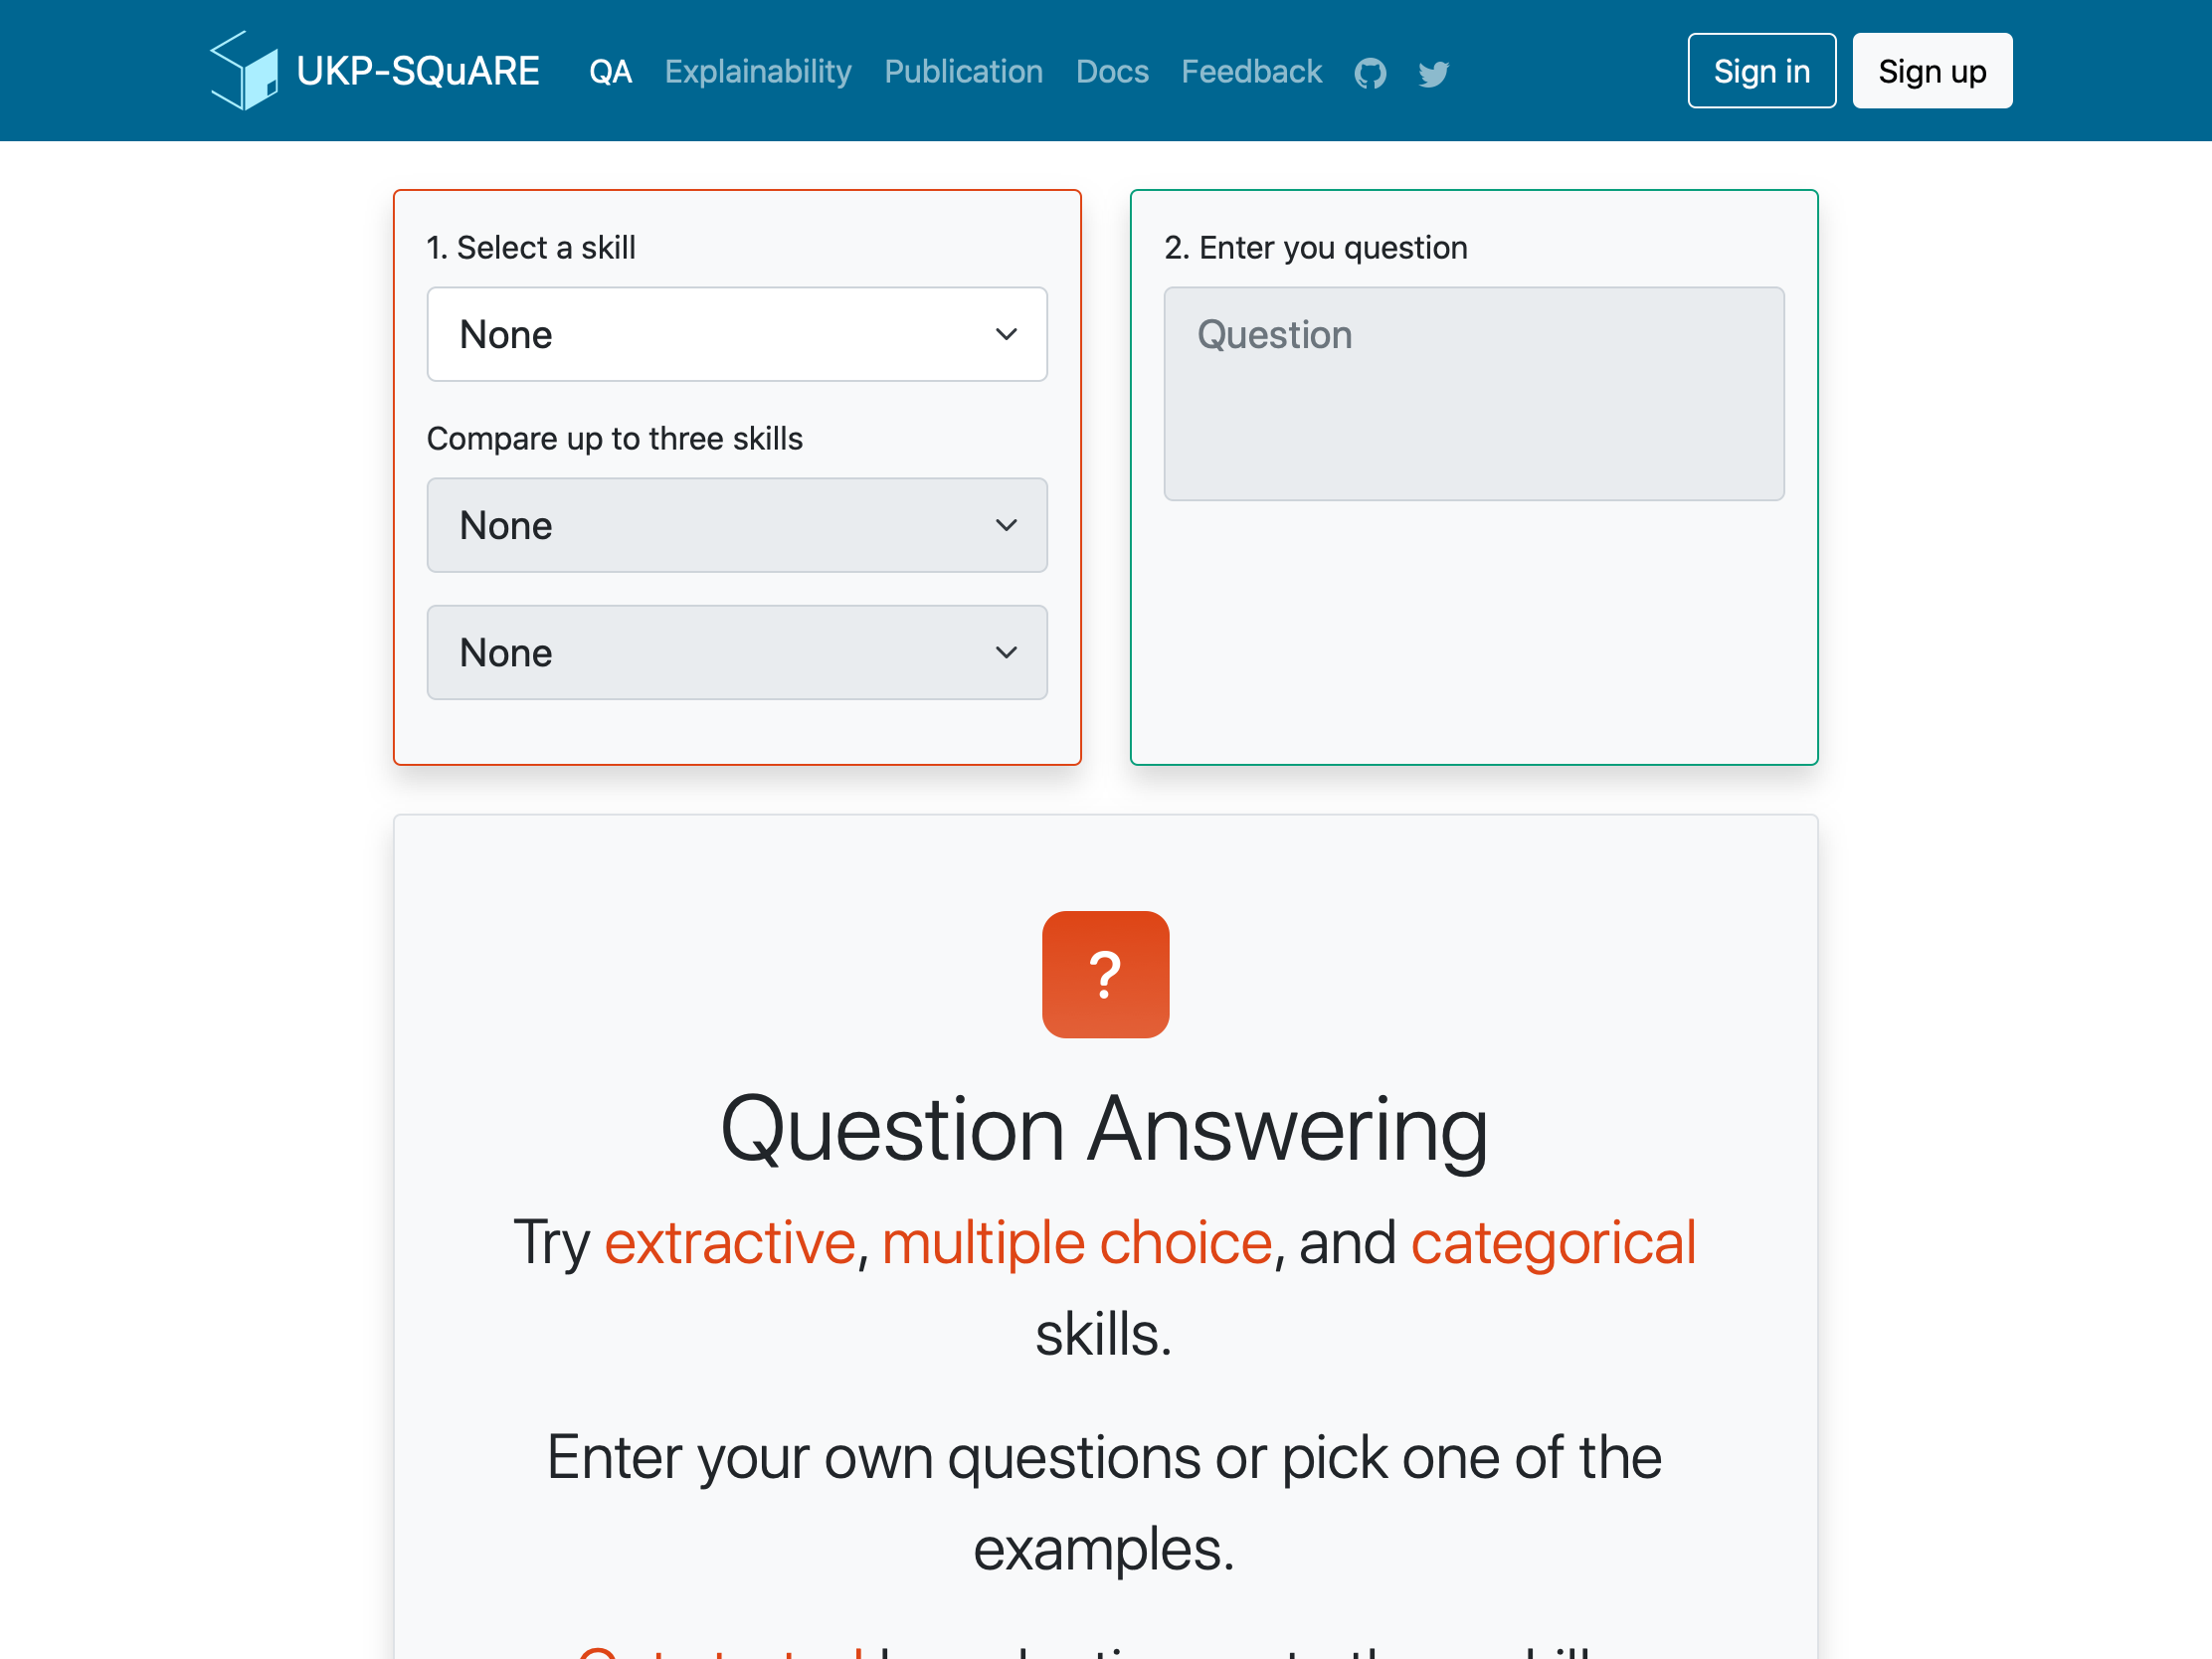 UKP-SQuARE QA Explainability Publication Docs Feedback Sign in Sign up
1. Select a skill
None
Compare up to three skills
None
None
2. Enter you question
Question
?
Question Answering
Try extractive, multiple choice, and categorical
skills.
Enter your own questions or pick one of the
examples.